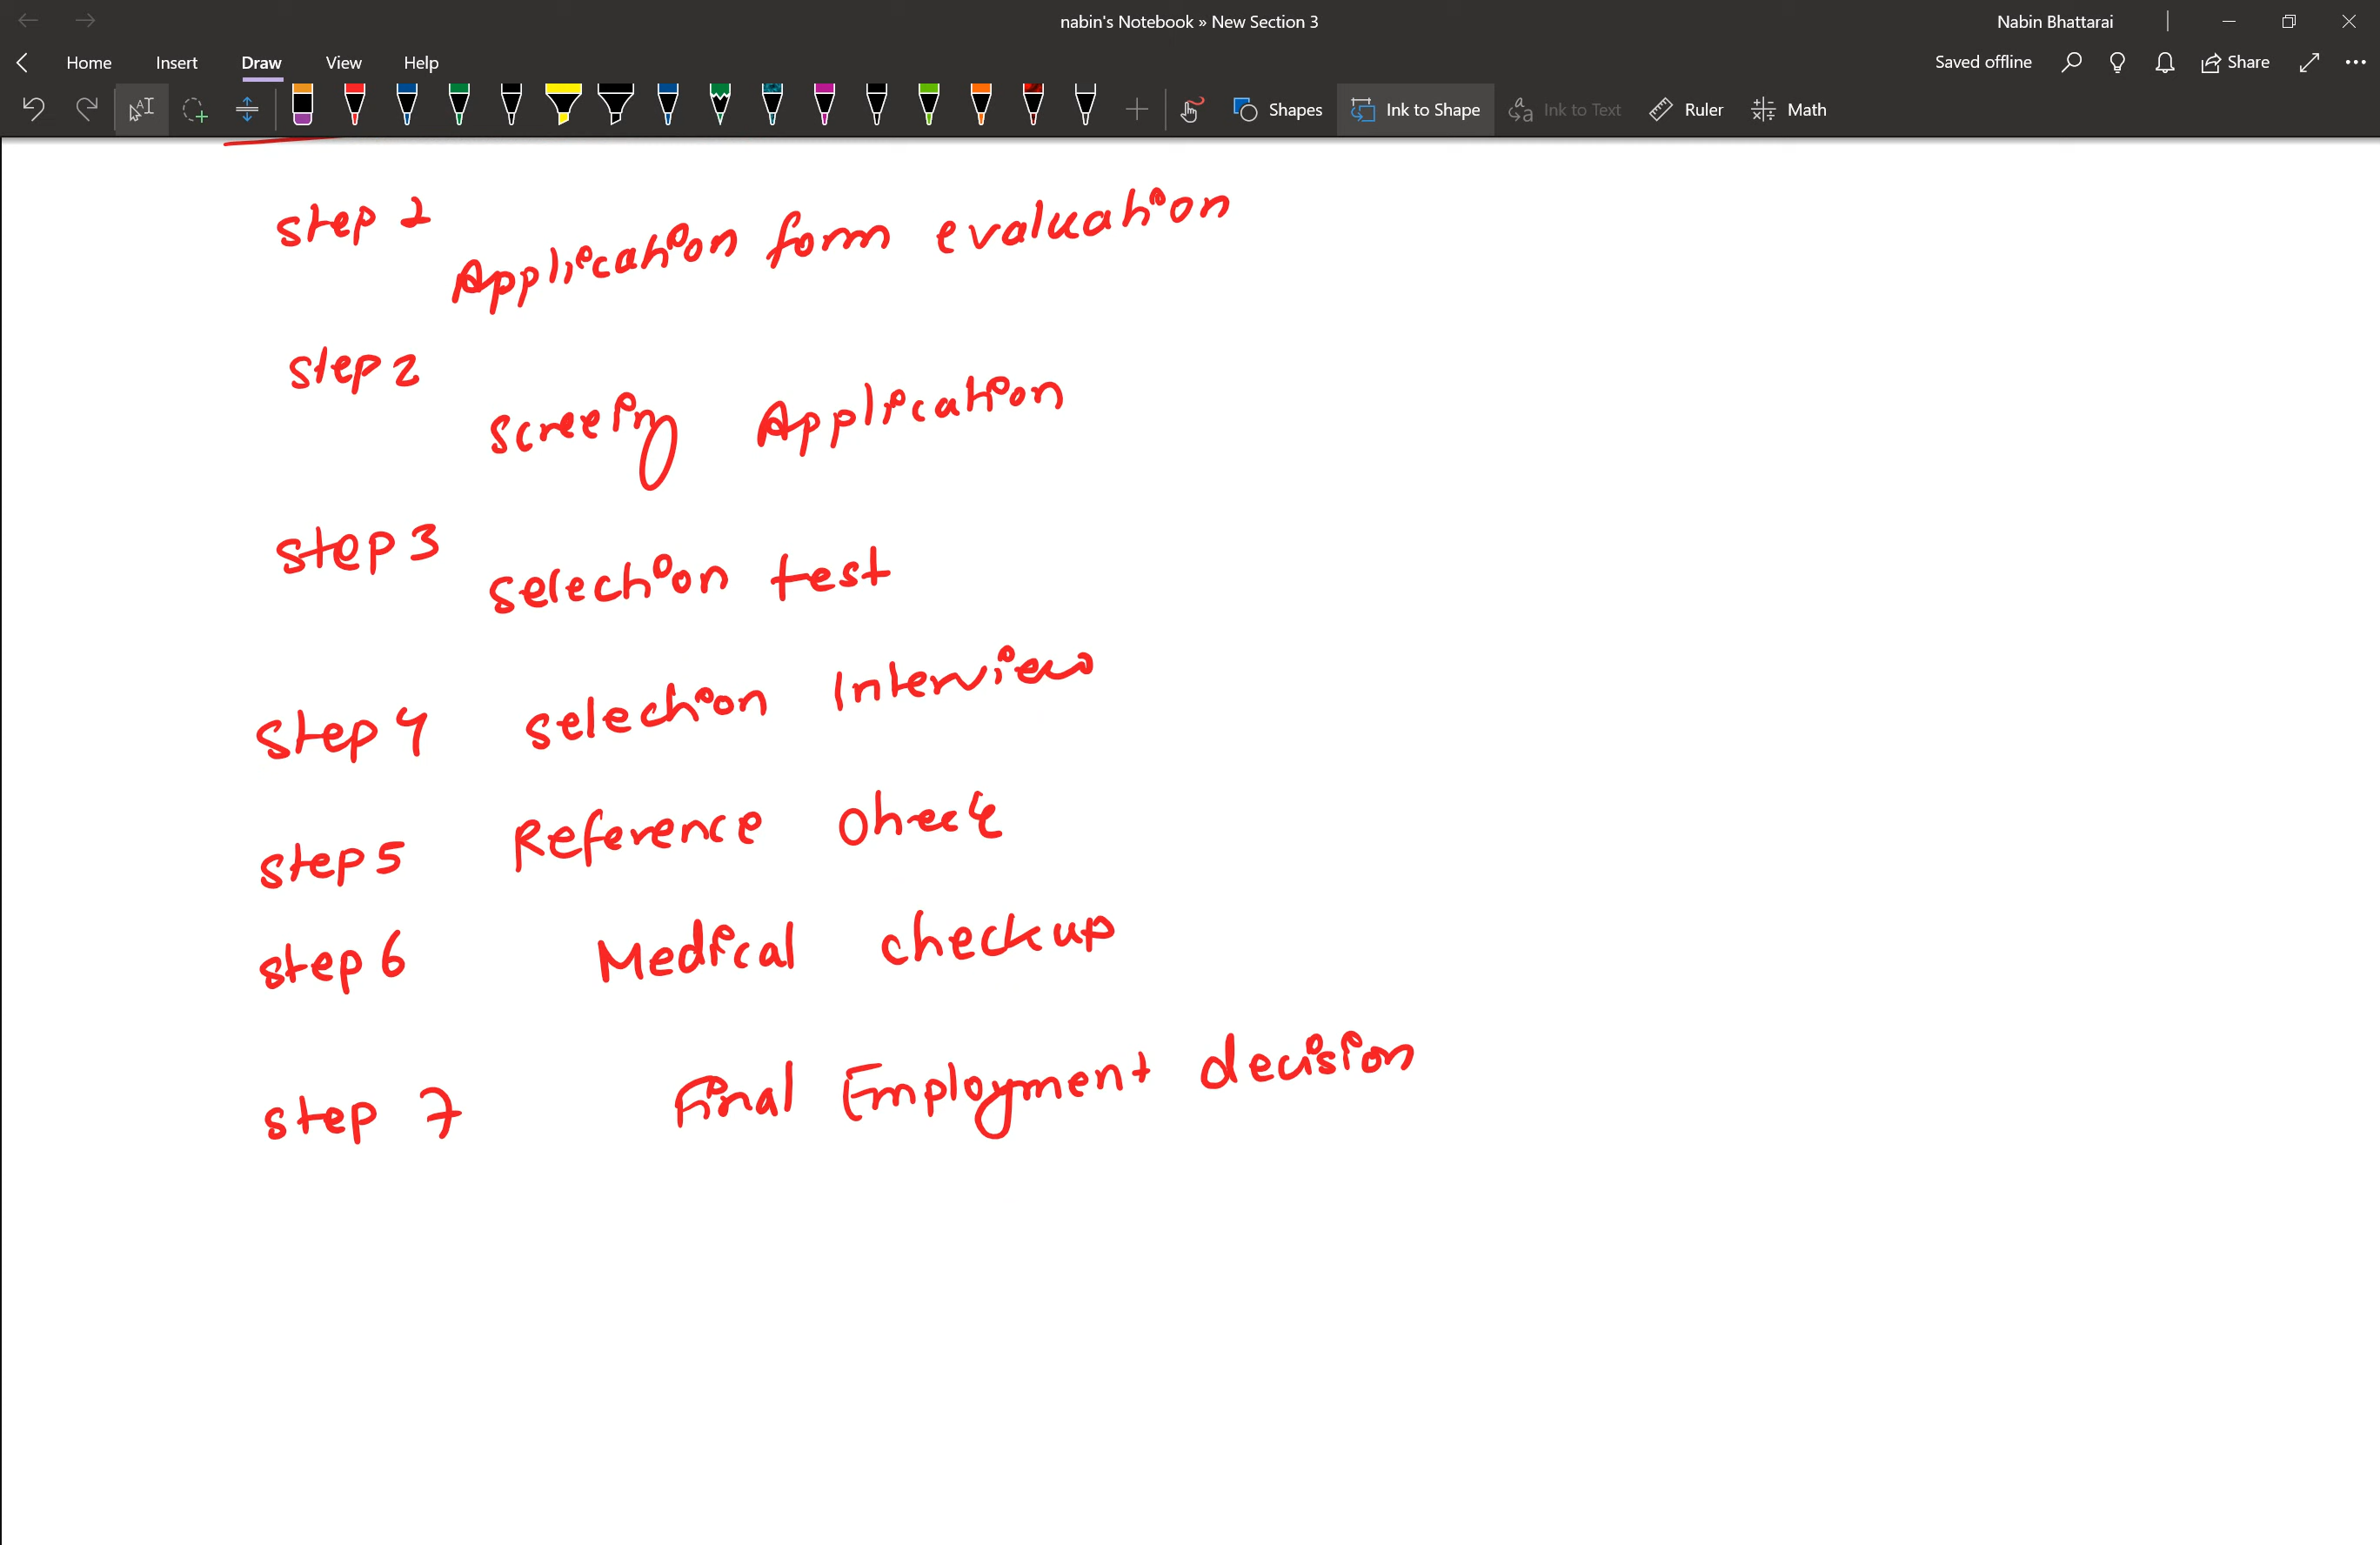 nabin's Notebook » New Section 3
Nabin Bhattarai
Home Insert Draw View Help
Saved offline Share
Shapes Ink to Shape Ink to Text Ruler Math
step 2
Application form evaluation
step 2
screeing Application
step 3
selection test
step 4 selection Interview
step 5 Reference check
step 6 Medical checkup
step 7 final Employment decision